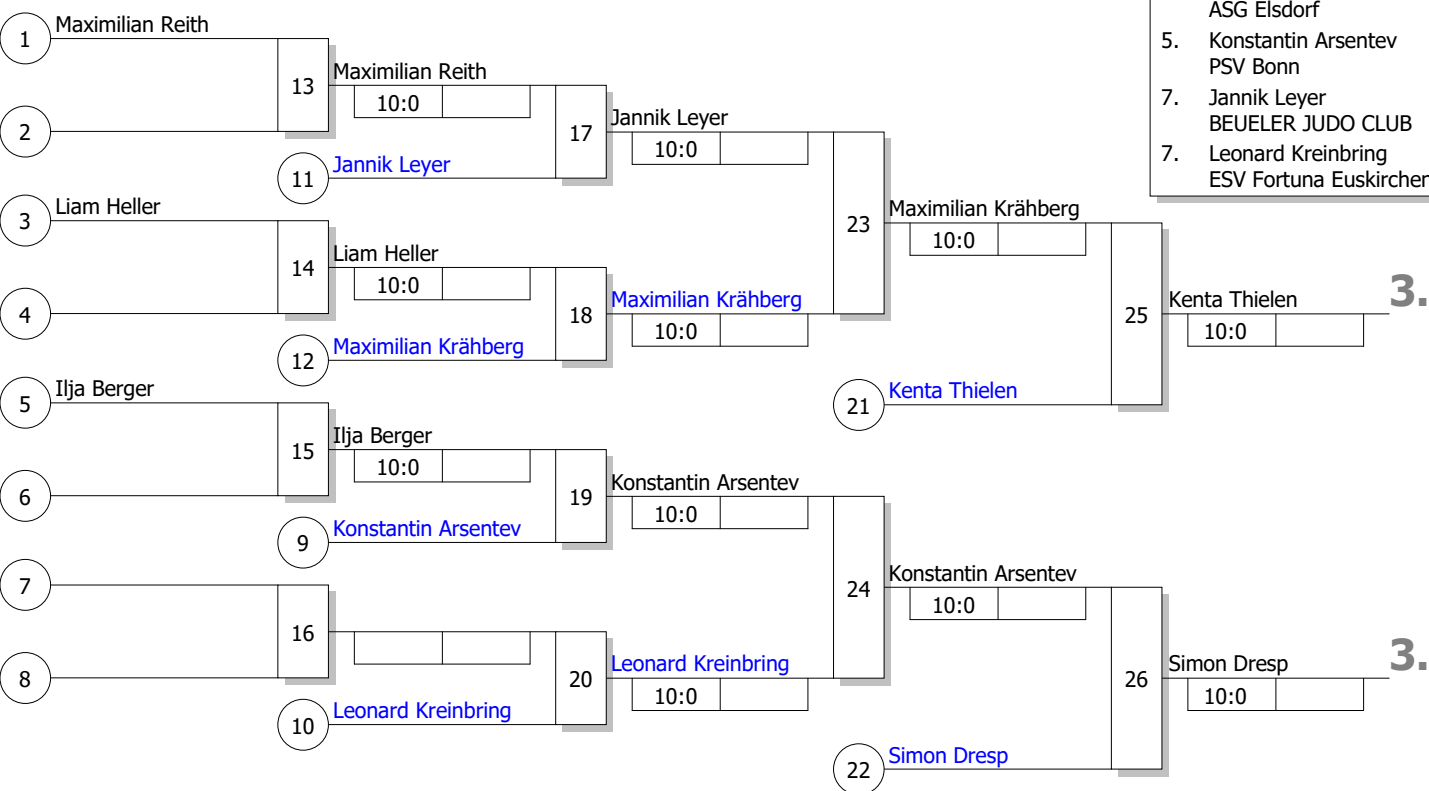 ASG Elsdorf
5. Konstantin Arsentev
PSV Bonn
7. Jannik Leyer
BEUELER JUDO CLUB
7. Leonard Kreinbring
ESV Fortuna Euskirchen
1 Maximilian Reith
13 Maximilian Reith
10:0
2
17 Jannik Leyer
10:0
11 Jannik Leyer
3 Liam Heller
23 Maximilian Krähberg
10:0
14 Liam Heller
10:0
4
18 Maximilian Krähberg
10:0
25 Kenta Thielen 3.
10:0
12 Maximilian Krähberg
5 Ilja Berger
21 Kenta Thielen
15 Ilja Berger
10:0
6
19 Konstantin Arsentev
10:0
9 Konstantin Arsentev
7
24 Konstantin Arsentev
10:0
16
8
20 Leonard Kreinbring
10:0
26 Simon Dresp 3.
10:0
10 Leonard Kreinbring
22 Simon Dresp